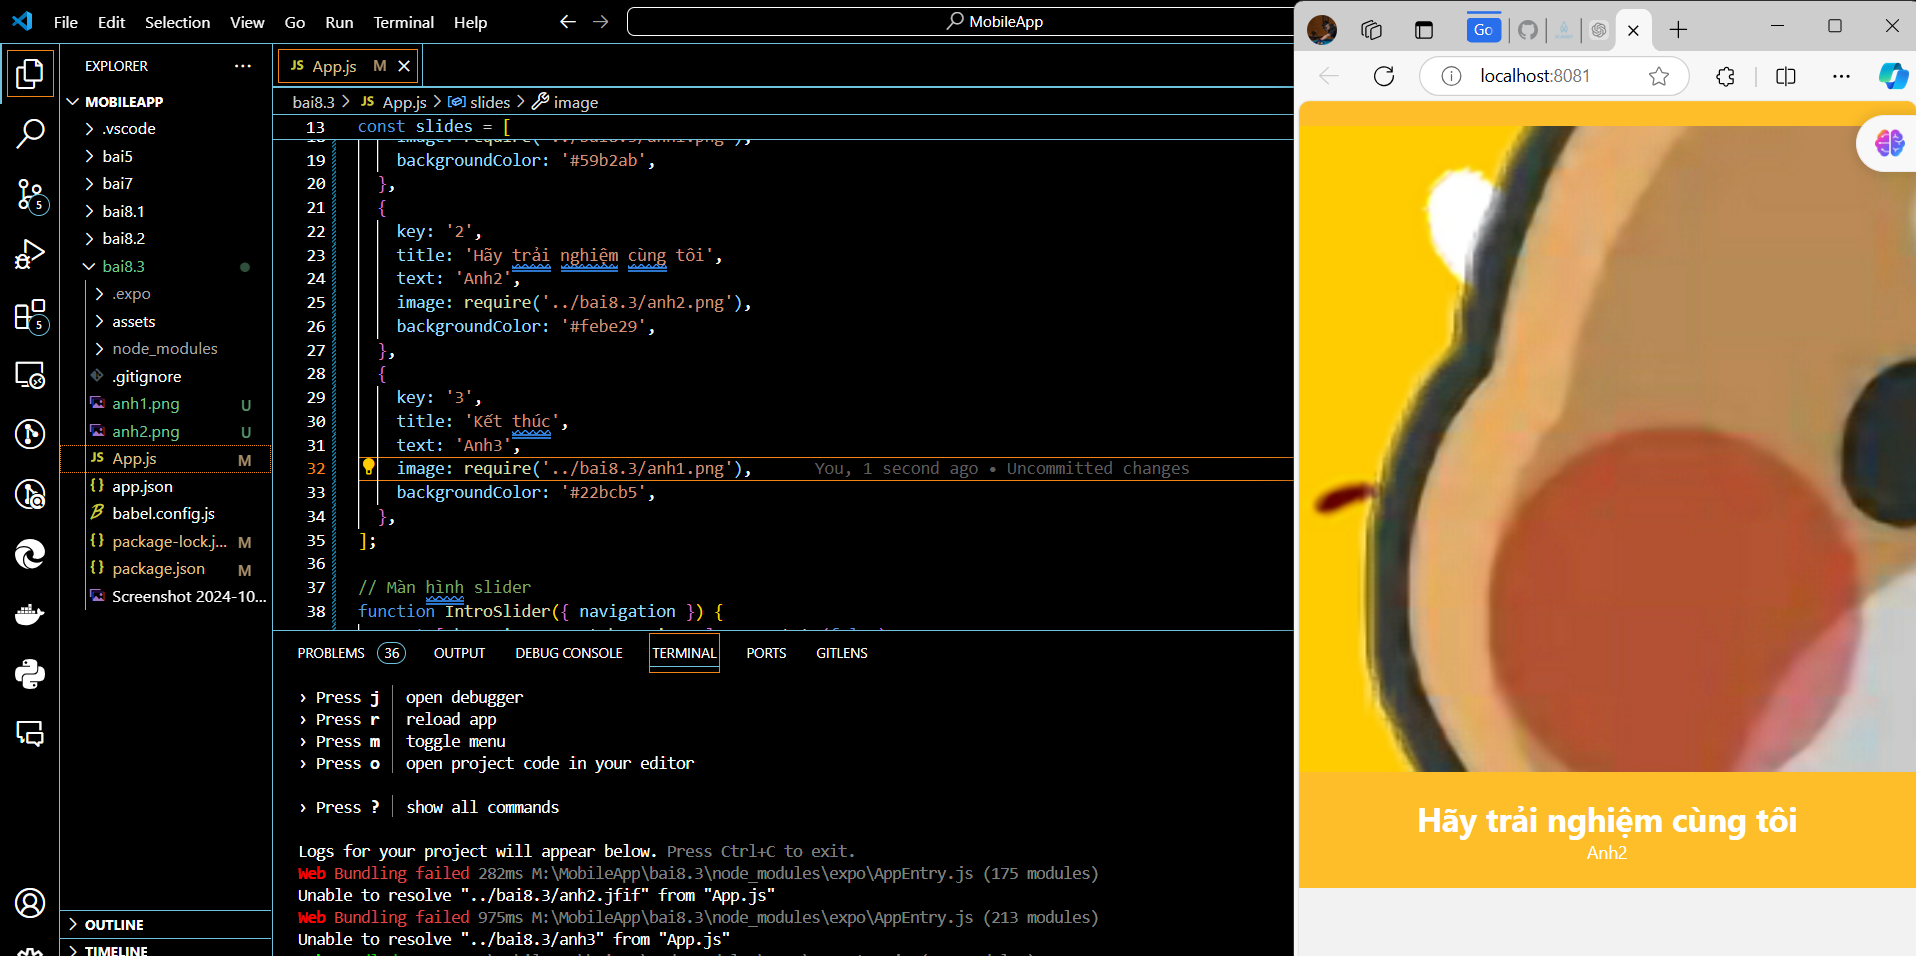 File Edit Selection View Go Run Terminal Help
MobileApp
EXPLORER
MOBILEAPP
.vscode
bai5
bai7
bai8.1
bai8.2
bai8.3
.expo
assets
node_modules
.gitignore
anh1.png U
anh2.png U
JS App.js M
{} app.json
babel.config.js
{} package-lock.j... M
{} package.json M
Screenshot 2024-10...
OUTLINE
TIMELINE
5
5
JS App.js M
bai8.3 > JS App.js > slides > image
13 const slides = [
image: require('../bai8.3/anh1.png'),
19 backgroundColor: '#59b2ab',
20 },
21 {
22 key: '2',
23 title: 'Hãy trải nghiệm cùng tôi',
24 text: 'Anh2',
25 image: require('../bai8.3/anh2.png'),
26 backgroundColor: '#febe29',
27 },
28 {
29 key: '3',
30 title: 'Kết thúc',
31 text: 'Anh3',
32 image: require('../bai8.3/anh1.png'), You, 1 second ago • Uncommitted changes
33 backgroundColor: '#22bcb5',
34 },
35 ];
36
37 // Màn hình slider
38 function IntroSlider({ navigation }) {
PROBLEMS 36 OUTPUT DEBUG CONSOLE TERMINAL PORTS GITLENS
› Press j │ open debugger
› Press r │ reload app
› Press m │ toggle menu
› Press o │ open project code in your editor
› Press ? │ show all commands
Logs for your project will appear below. Press Ctrl+C to exit.
Web Bundling failed 282ms M:\MobileApp\bai8.3\node_modules\expo\AppEntry.js (175 modules)
Unable to resolve "../bai8.3/anh2.jfif" from "App.js"
Web Bundling failed 975ms M:\MobileApp\bai8.3\node_modules\expo\AppEntry.js (213 modules)
Unable to resolve "../bai8.3/anh3" from "App.js"
Go
localhost:8081
Hãy trải nghiệm cùng tôi
Anh2